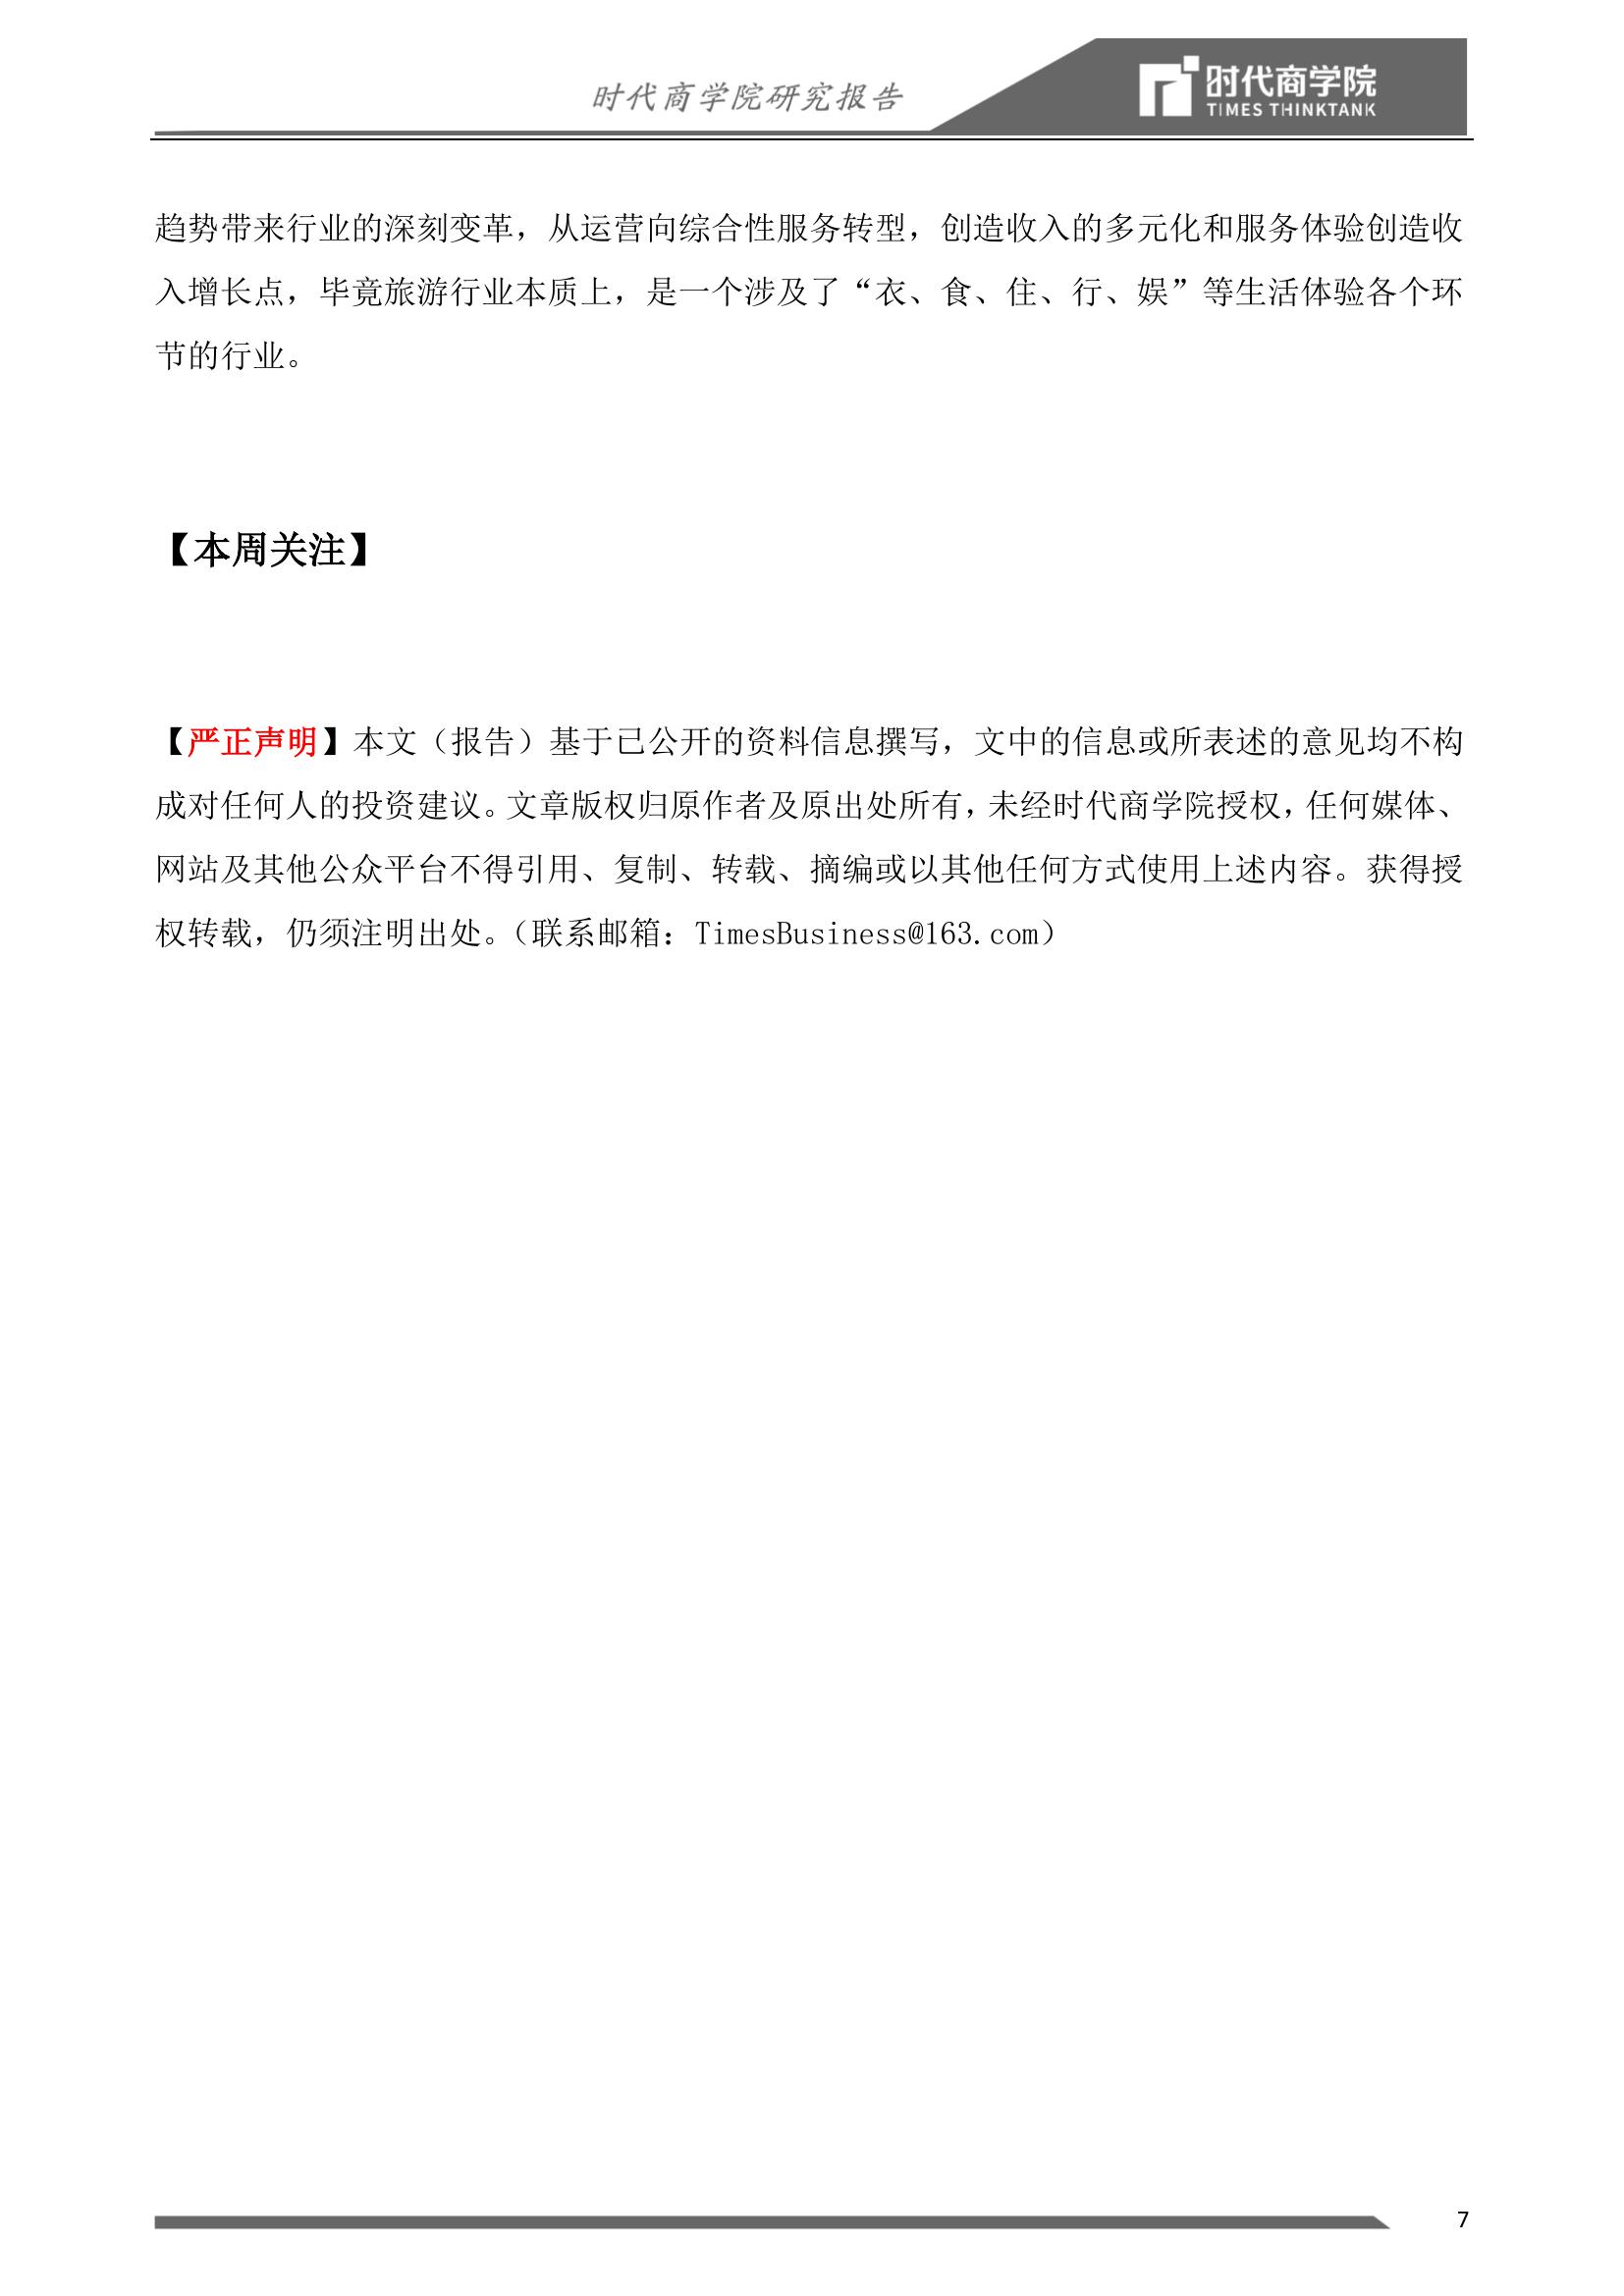 时代商学院研究报告
时代商学院
TIMES THINKTANK
趋势带来行业的深刻变革，从运营向综合性服务转型，创造收入的多元化和服务体验创造收
入增长点，毕竟旅游行业本质上，是一个涉及了“衣、食、住、行、娱”等生活体验各个环
节的行业。
【本周关注】
【严正声明】本文（报告）基于已公开的资料信息撰写，文中的信息或所表述的意见均不构
成对任何人的投资建议。文章版权归原作者及原出处所有，未经时代商学院授权，任何媒体、
网站及其他公众平台不得引用、复制、转载、摘编或以其他任何方式使用上述内容。获得授
权转载，仍须注明出处。（联系邮箱：TimesBusiness@163.com）
7